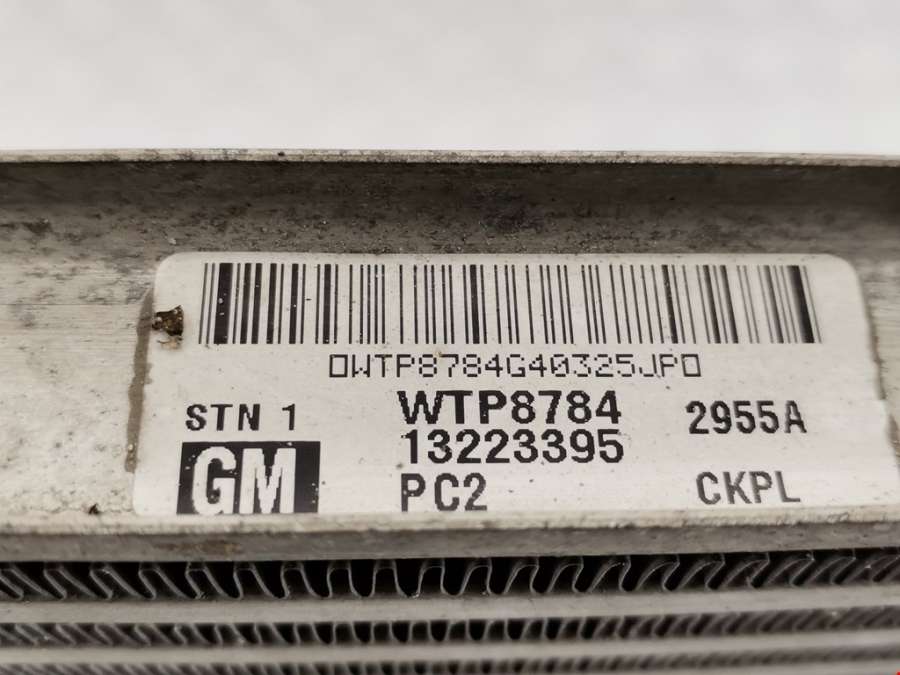 0WTP8784G40325JP0
STN 1 WTP8784 2955A
13223395
GM PC2 CKPL